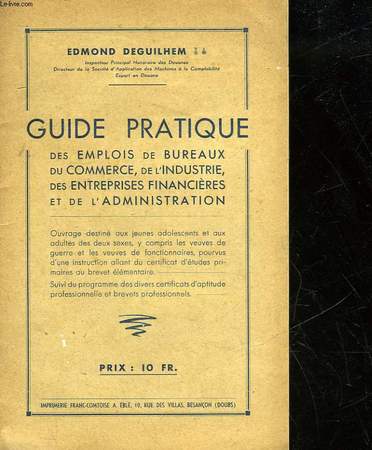 EDMOND DEGUILHEM
Inspecteur Principal Honoraire des Douanes
Directeur de la Société d'Application des Machines à la Comptabilité
Expert en Douane
GUIDE PRATIQUE
DES EMPLOIS DE BUREAUX
DU COMMERCE, DE L'INDUSTRIE,
DES ENTREPRISES FINANCIÈRES
ET DE L'ADMINISTRATION
Ouvrage destiné aux jeunes adolescents et aux
adultes des deux sexes, y compris les veuves de
guerre et les veuves de fonctionnaires, pourvus
d'une instruction allant du certificat d'études pri-
maires au brevet élémentaire.
Suivi du programme des divers certificats d'aptitude
professionnelle et brevets professionnels.
PRIX : 10 FR.
IMPRIMERIE FRANC-COMTOISE A. ÉBLÉ, 10, RUE DES VILLAS, BESANÇON (DOUBS)